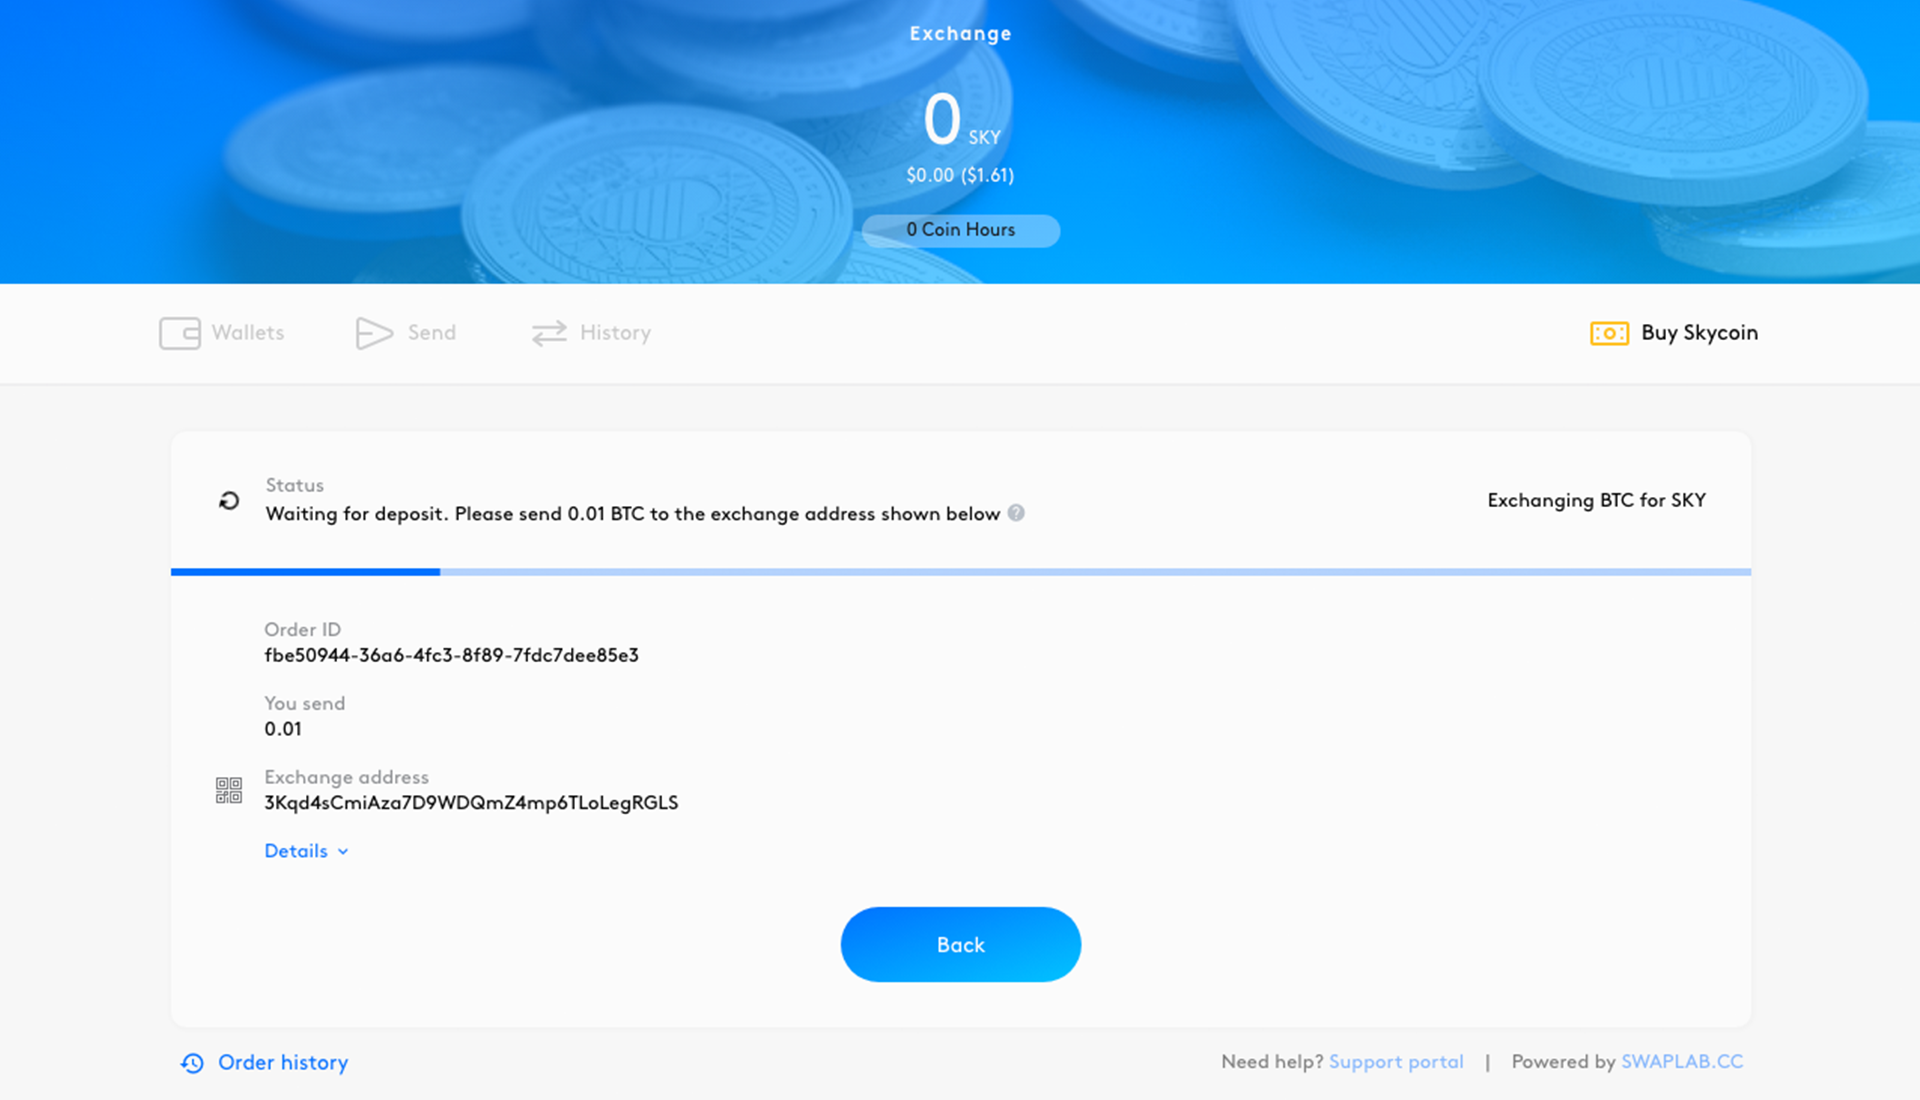 Exchange
0 SKY
$0.00 ($1.61)
0 Coin Hours
Wallets
Send
History
Buy Skycoin
Status
Waiting for deposit. Please send 0.01 BTC to the exchange address shown below ?
Exchanging BTC for SKY
Order ID
fbe50944-36a6-4fc3-8f89-7fdc7dee85e3
You send
0.01
Exchange address
3Kqd4sCmiAza7D9WDQmZ4mp6TLoLegRGLS
Details
Back
Order history
Need help? Support portal | Powered by SWAPLAB.CC